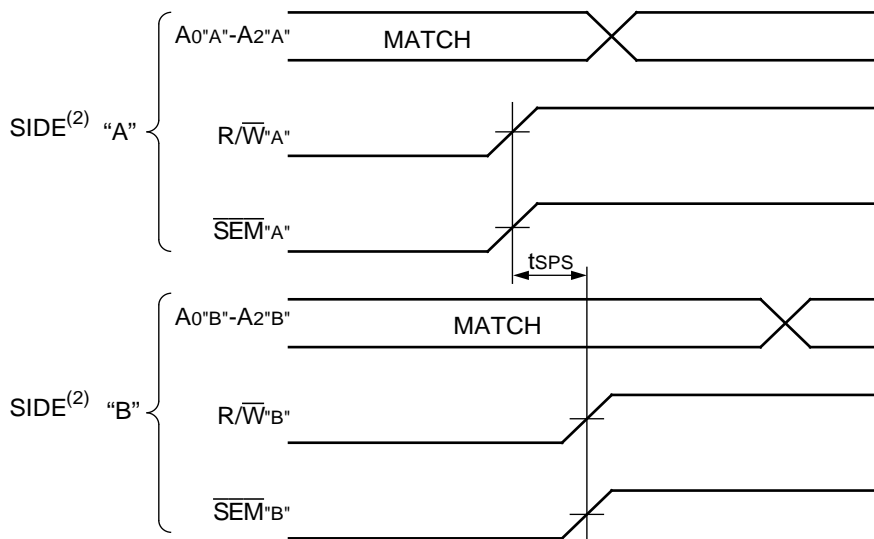 A0"A"-A2"A"
MATCH
SIDE(2) “A”
R/W"A"
SEM"A"
tSPS
A0"B"-A2"B"
MATCH
SIDE(2) “B”
R/W"B"
SEM"B"